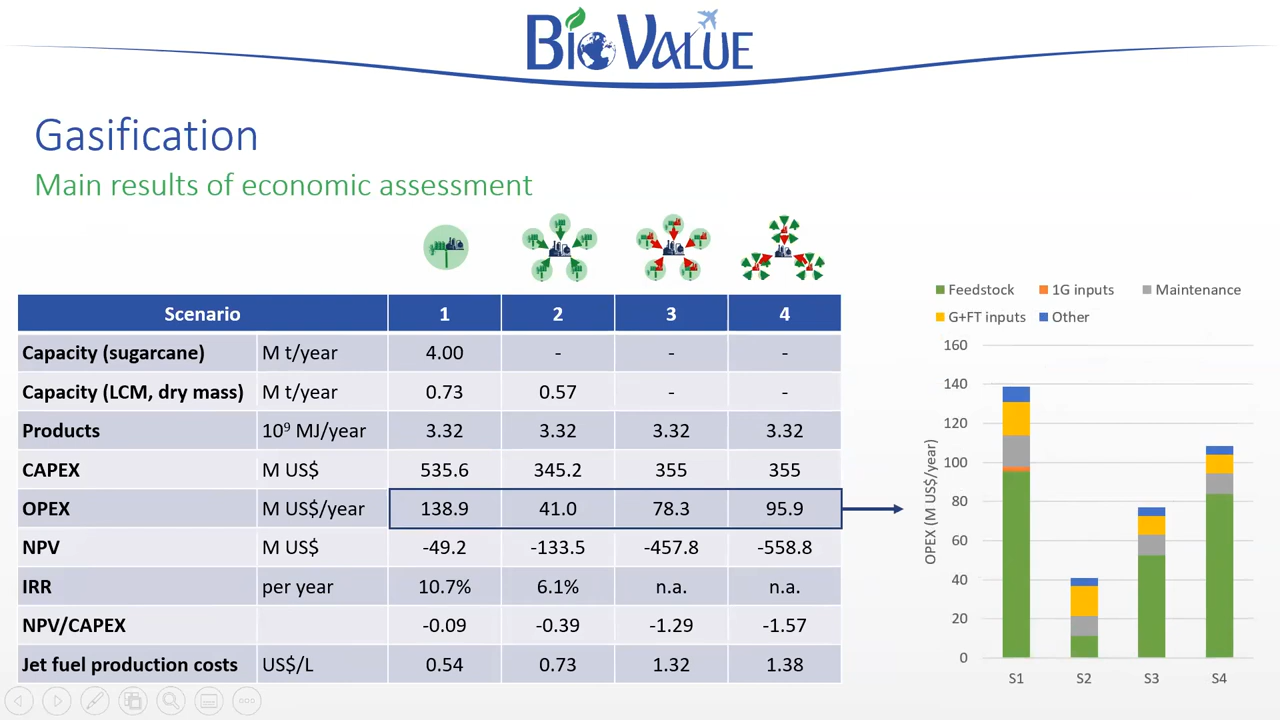 BioValue
Gasification
Main results of economic assessment
Scenario 1 2 3 4
Capacity (sugarcane) M t/year 4.00 - - -
Capacity (LCM, dry mass) M t/year 0.73 0.57 - -
Products 10⁹ MJ/year 3.32 3.32 3.32 3.32
CAPEX M US$ 535.6 345.2 355 355
OPEX M US$/year 138.9 41.0 78.3 95.9
NPV M US$ -49.2 -133.5 -457.8 -558.8
IRR per year 10.7% 6.1% n.a. n.a.
NPV/CAPEX -0.09 -0.39 -1.29 -1.57
Jet fuel production costs US$/L 0.54 0.73 1.32 1.38
Feedstock 1G inputs Maintenance
G+FT inputs Other
OPEX (M US$/year)
160
140
120
100
80
60
40
20
0
S1 S2 S3 S4